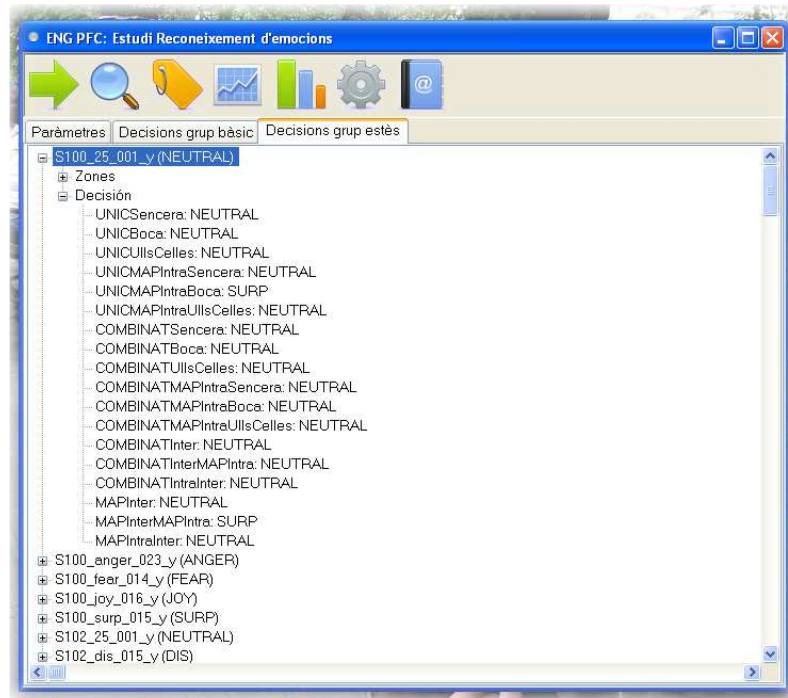 ENG PFC: Estudi Reconeixement d'emocions
@
Paràmetres Decisions grup bàsic Decisions grup estès
S100_25_001_y (NEUTRAL)
Zones
Decisión
UNICSencera: NEUTRAL
UNICBoca: NEUTRAL
UNICUllsCelles: NEUTRAL
UNICMAPIntraSencera: NEUTRAL
UNICMAPIntraBoca: SURP
UNICMAPIntraUllsCelles: NEUTRAL
COMBINATSencera: NEUTRAL
COMBINATBoca: NEUTRAL
COMBINATUllsCelles: NEUTRAL
COMBINATMAPIntraSencera: NEUTRAL
COMBINATMAPIntraBoca: NEUTRAL
COMBINATMAPIntraUllsCelles: NEUTRAL
COMBINATInter: NEUTRAL
COMBINATInterMAPIntra: NEUTRAL
COMBINATIntraInter: NEUTRAL
MAPInter: NEUTRAL
MAPInterMAPIntra: SURP
MAPIntraInter: NEUTRAL
S100_anger_023_y (ANGER)
S100_fear_014_y (FEAR)
S100_joy_016_y (JOY)
S100_surp_015_y (SURP)
S102_25_001_y (NEUTRAL)
S102_dis_015_y (DIS)